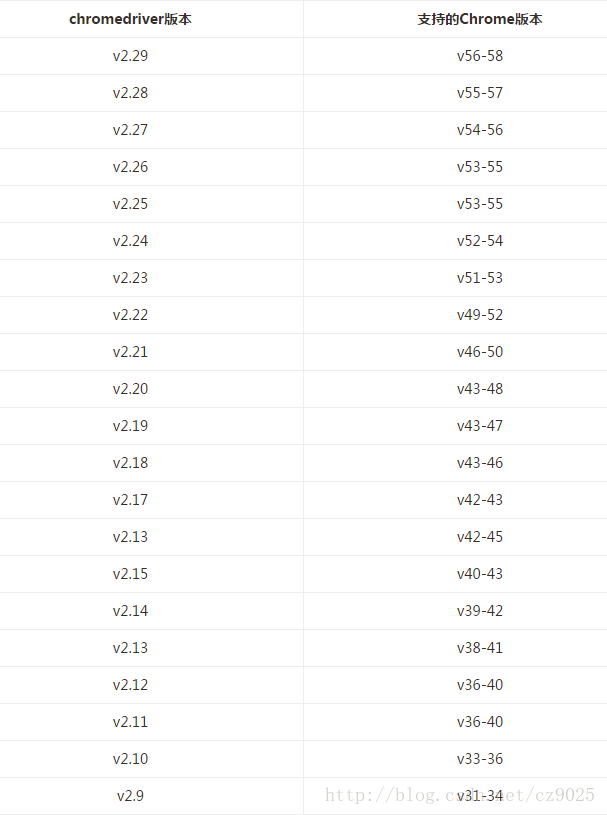 chromedriver版本 支持的Chrome版本
v2.29 v56-58
v2.28 v55-57
v2.27 v54-56
v2.26 v53-55
v2.25 v53-55
v2.24 v52-54
v2.23 v51-53
v2.22 v49-52
v2.21 v46-50
v2.20 v43-48
v2.19 v43-47
v2.18 v43-46
v2.17 v42-43
v2.13 v42-45
v2.15 v40-43
v2.14 v39-42
v2.13 v38-41
v2.12 v36-40
v2.11 v36-40
v2.10 v33-36
v2.9 v31-34
http://blog.csdn.net/cz9025